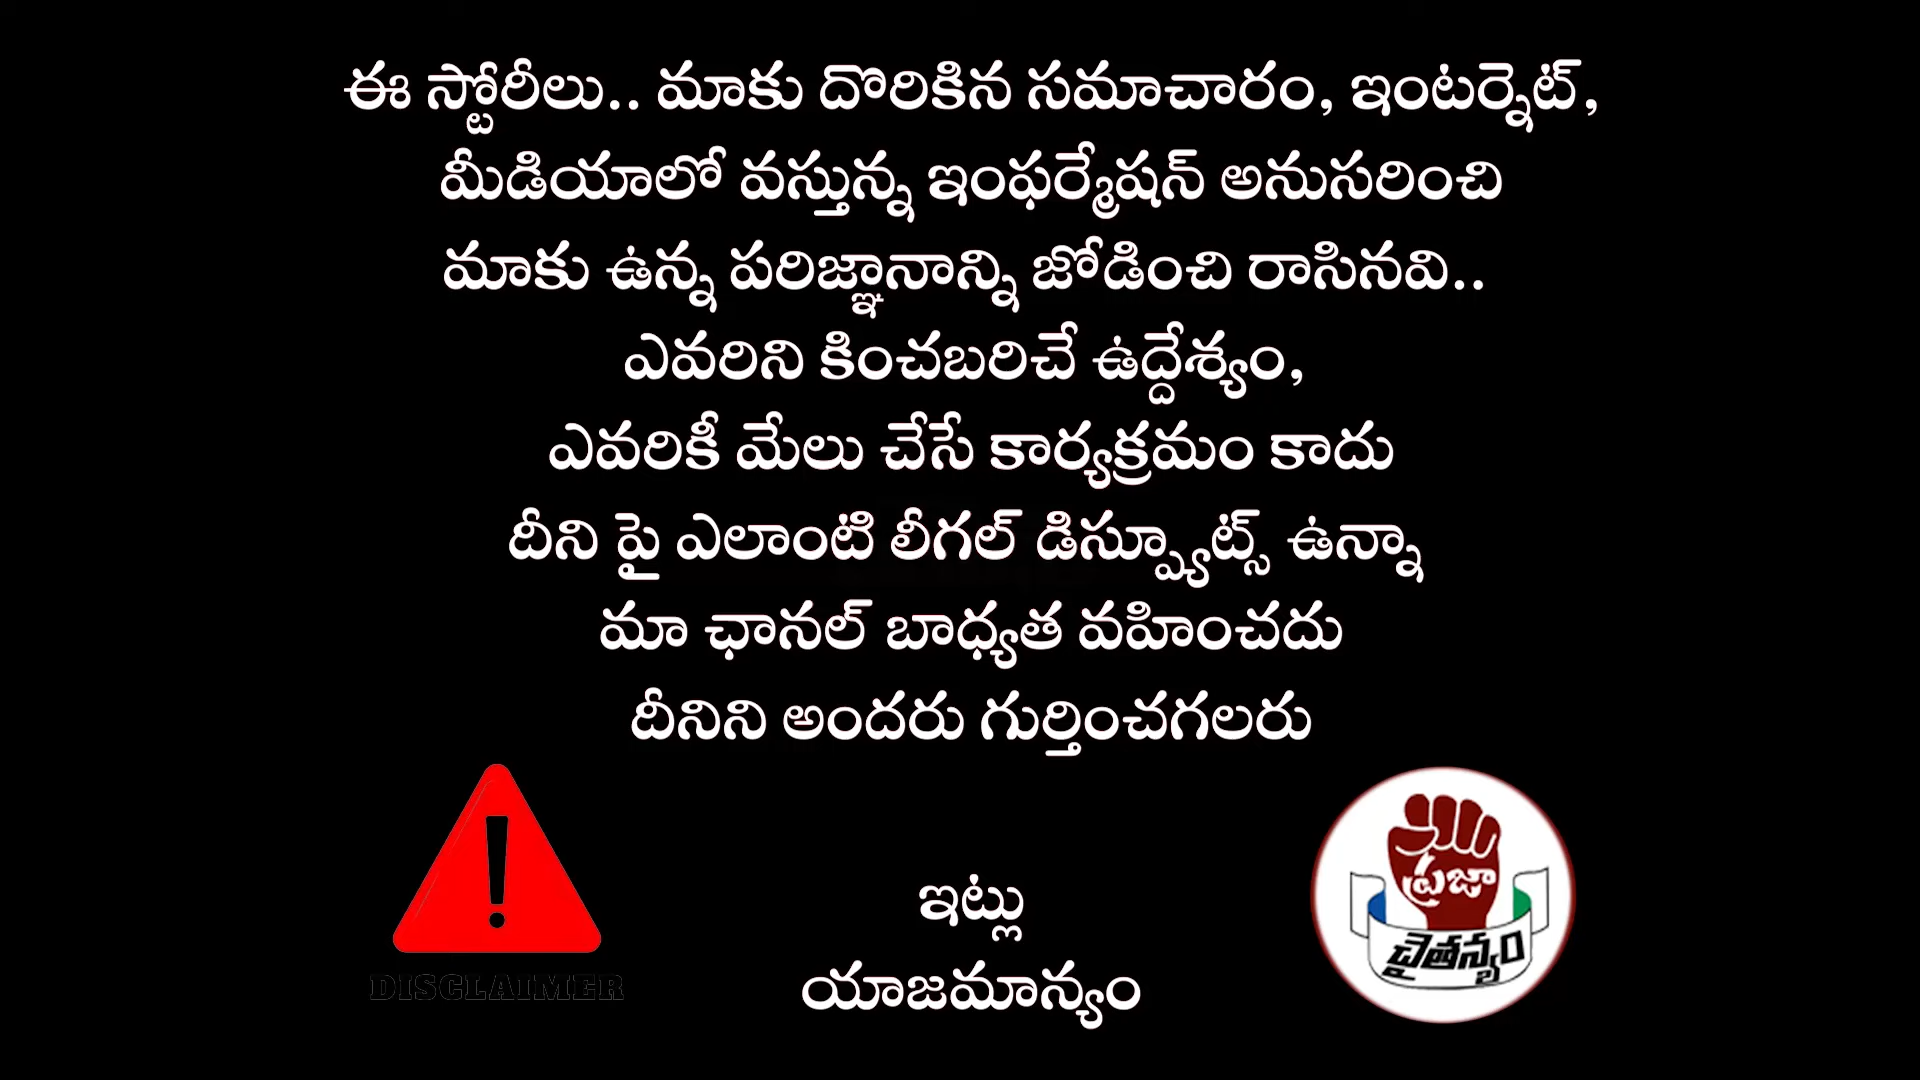 ఈ స్టోరీలు.. మాకు దొరికిన సమాచారం, ఇంటర్నెట్,
మీడియాలో వస్తున్న ఇంఫర్మేషన్ అనుసరించి
మాకు ఉన్న పరిజ్ఞానాన్ని జోడించి రాసినవి..
ఎవరిని కించబరిచే ఉద్దేశ్యం,
ఎవరికీ మేలు చేసే కార్యక్రమం కాదు
దీని పై ఎలాంటి లీగల్ డిస్ప్యూట్స్ ఉన్నా
మా ఛానల్ బాధ్యత వహించదు
దీనిని అందరు గుర్తించగలరు
DISCLAIMER
ఇట్లు
యాజమాన్యం
ప్రజా
చైతన్యం